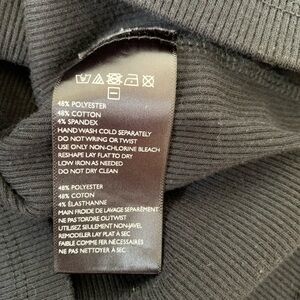 48% POLYESTER
48% COTTON
4% SPANDEX
HAND WASH COLD SEPARATELY
DO NOT WRING OR TWIST
USE ONLY NON-CHLORINE BLEACH
RESHAPE LAY FLAT TO DRY
LOW IRON AS NEEDED
DO NOT DRY CLEAN
48% POLYESTER
48% COTON
4% ÉLASTHANNE
MAIN FROIDE DE LAVAGE SEPARÉMENT
NE PAS TORDRE OU TWIST
UTILISEZ SEULEMENT NON-JAVEL
REMODELER LAY PLAT A SEC
FAIBLE COMME FER NÉCESSAIRES
NE PAS NETTOYER A SEC